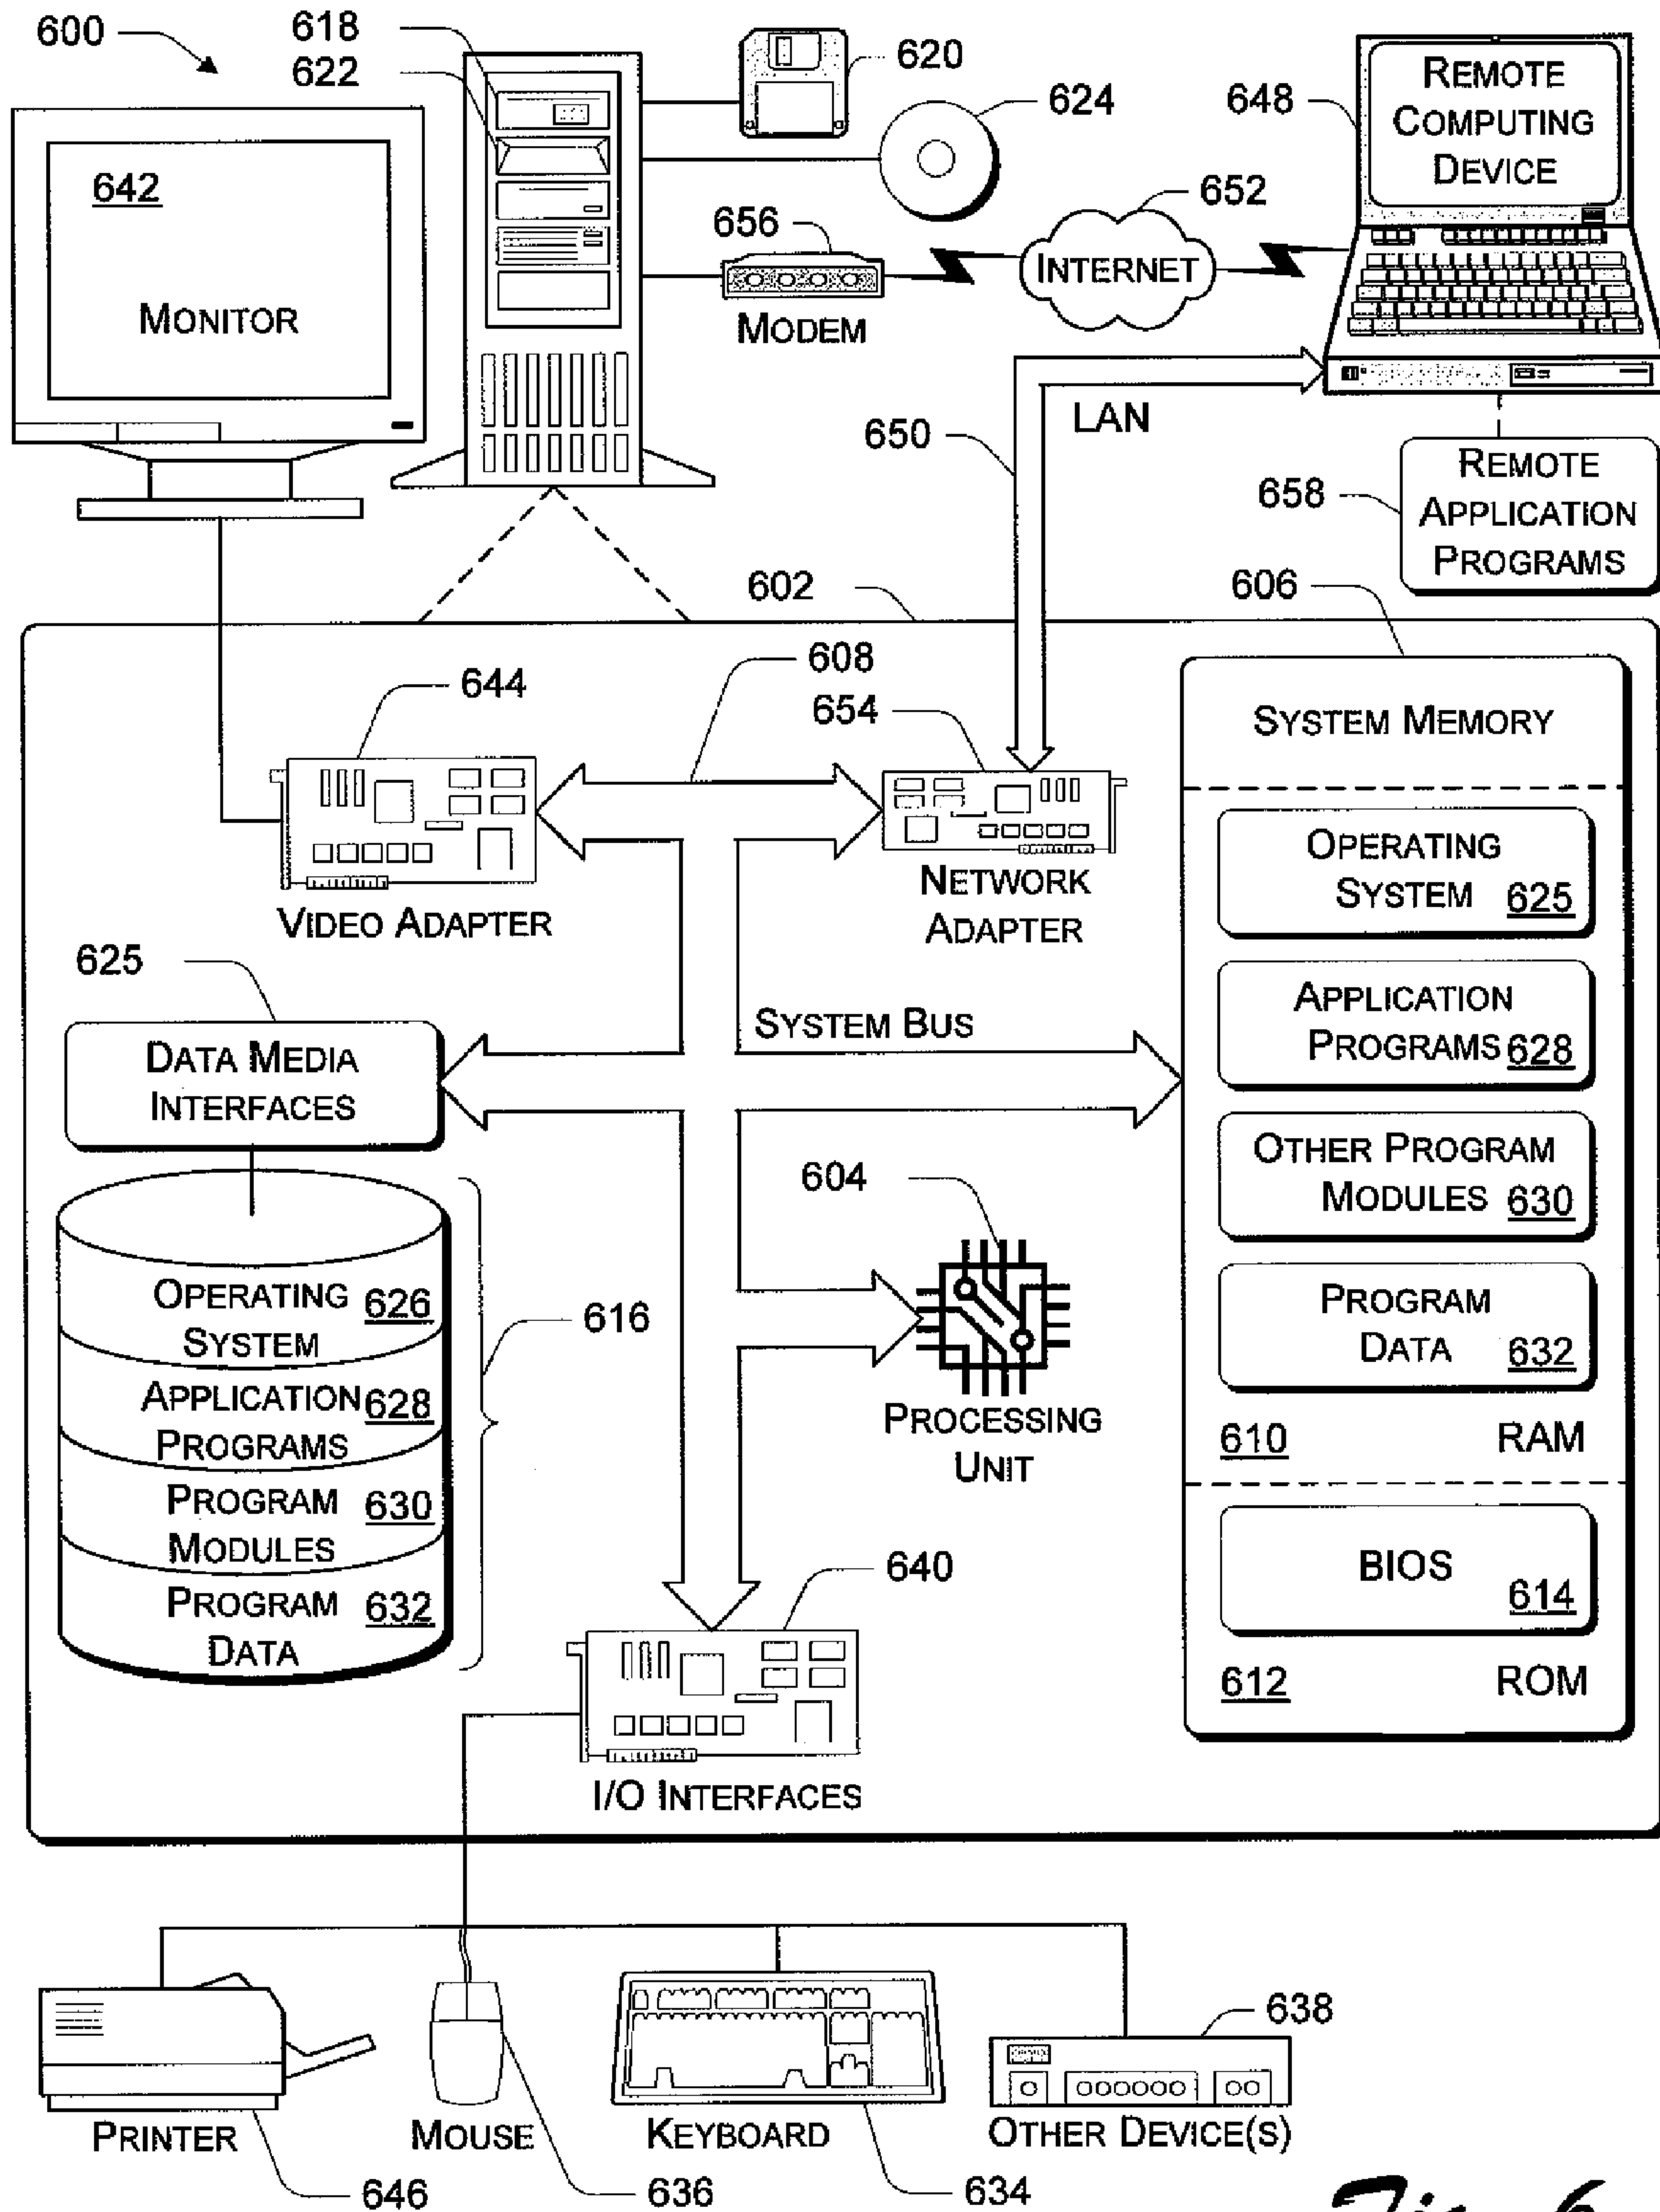 600
618
622
620
624
648
REMOTE
COMPUTING
DEVICE
642
MONITOR
656
MODEM
652
INTERNET
650
LAN
658
REMOTE
APPLICATION
PROGRAMS
602
606
608
644
654
VIDEO ADAPTER
NETWORK
ADAPTER
SYSTEM MEMORY
OPERATING
SYSTEM 625
APPLICATION
PROGRAMS 628
OTHER PROGRAM
MODULES 630
PROGRAM
DATA 632
610 RAM
BIOS
614
612 ROM
625
DATA MEDIA
INTERFACES
SYSTEM BUS
OPERATING 626
SYSTEM
APPLICATION 628
PROGRAMS
PROGRAM 630
MODULES
PROGRAM 632
DATA
616
604
PROCESSING
UNIT
640
I/O INTERFACES
638
PRINTER
MOUSE
KEYBOARD
OTHER DEVICE(S)
646
636
634
Fig. 6